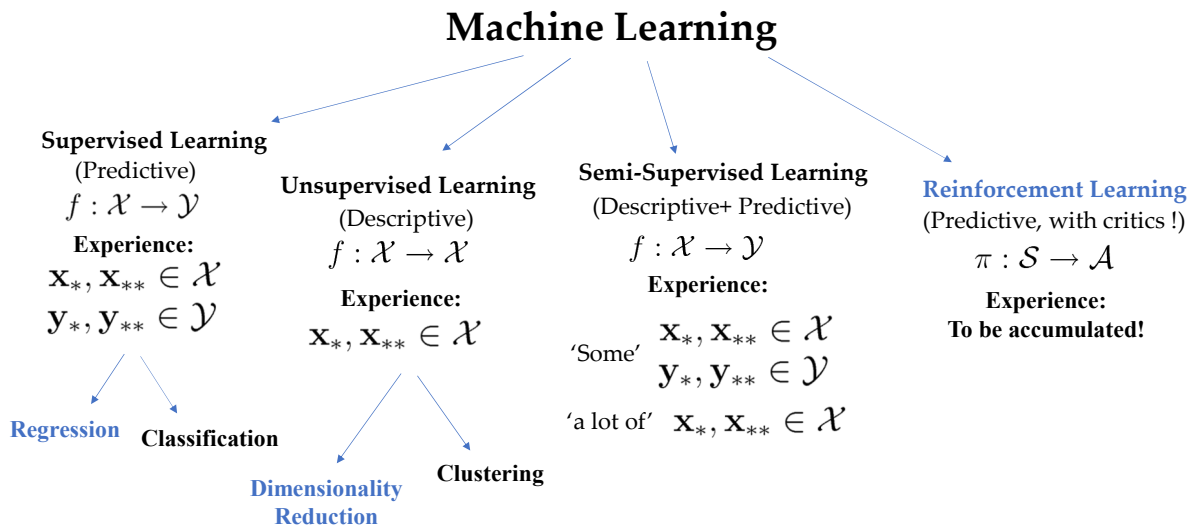 Machine Learning
Supervised Learning
(Predictive)
f : 𝒳 → 𝒴
Experience:
x∗, x∗∗ ∈ 𝒳
y∗, y∗∗ ∈ 𝒴
Regression
Classification
Unsupervised Learning
(Descriptive)
f : 𝒳 → 𝒳
Experience:
x∗, x∗∗ ∈ 𝒳
Dimensionality
Reduction
Clustering
Semi-Supervised Learning
(Descriptive+ Predictive)
f : 𝒳 → 𝒴
Experience:
‘Some’ x∗, x∗∗ ∈ 𝒳
y∗, y∗∗ ∈ 𝒴
‘a lot of’ x∗, x∗∗ ∈ 𝒳
Reinforcement Learning
(Predictive, with critics !)
π : 𝒮 → 𝒜
Experience:
To be accumulated!